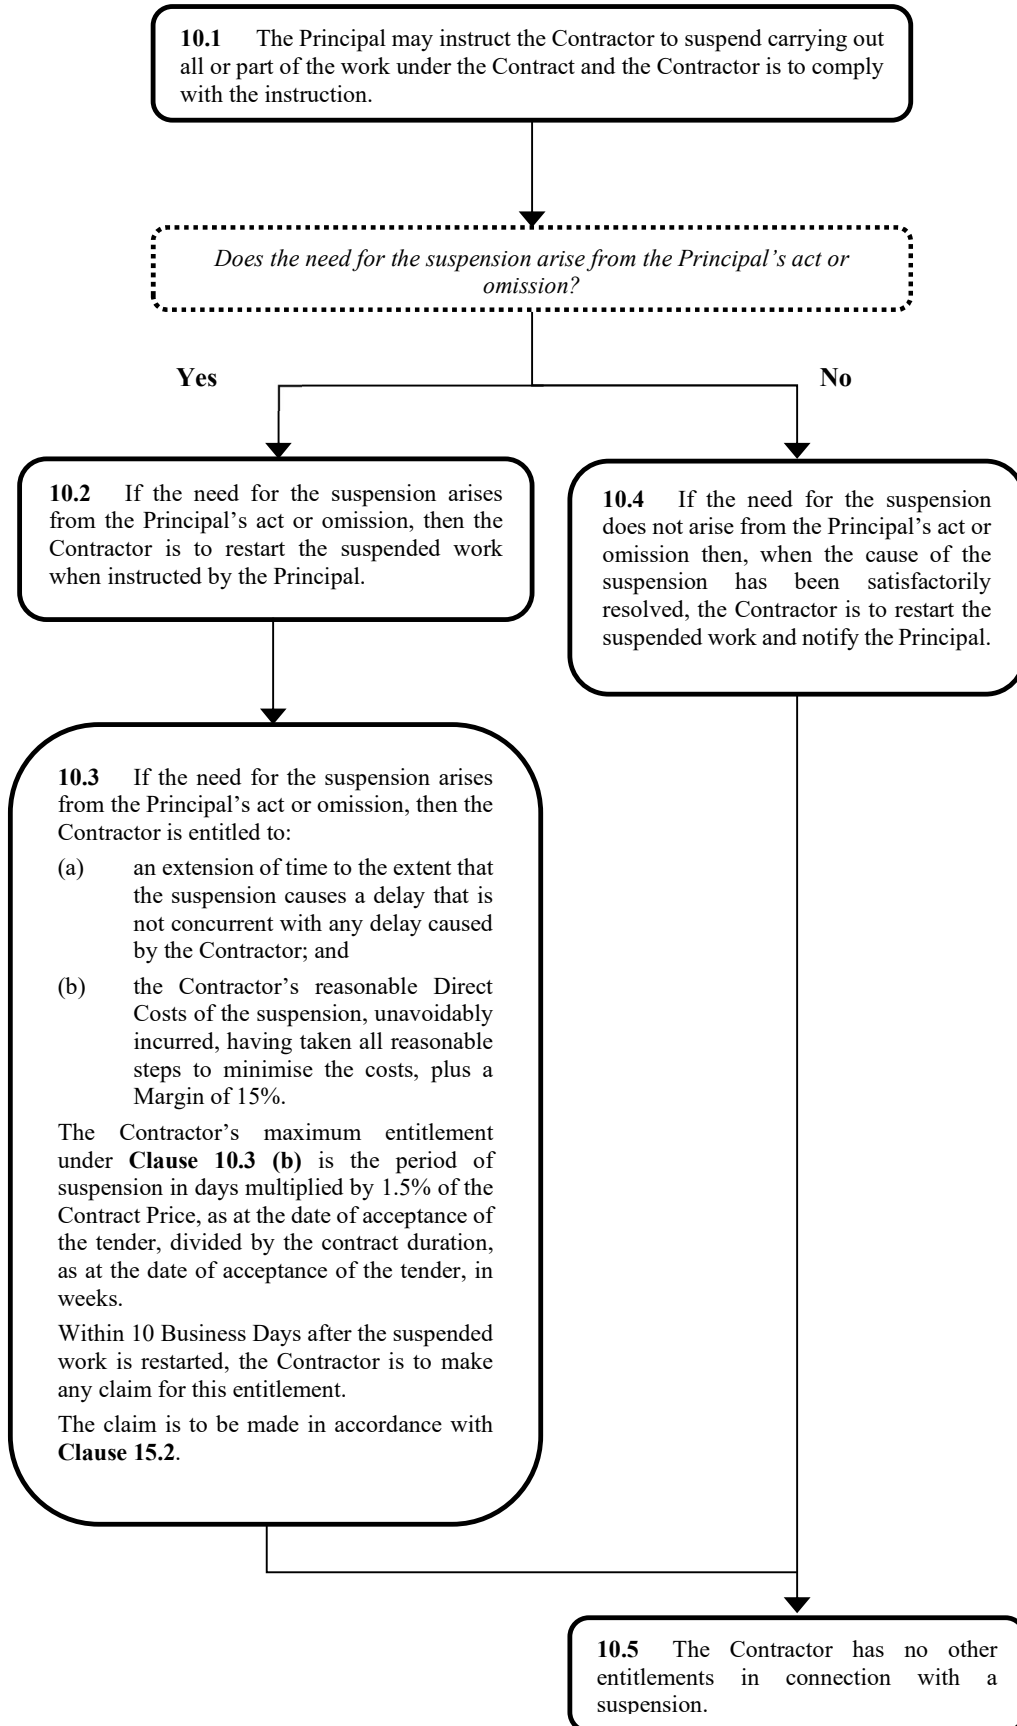 10.1 The Principal may instruct the Contractor to suspend carrying out
all or part of the work under the Contract and the Contractor is to comply
with the instruction.
Does the need for the suspension arise from the Principal’s act or
omission?
Yes
No
10.2 If the need for the suspension arises
from the Principal’s act or omission, then the
Contractor is to restart the suspended work
when instructed by the Principal.
10.4 If the need for the suspension
does not arise from the Principal’s act or
omission then, when the cause of the
suspension has been satisfactorily
resolved, the Contractor is to restart the
suspended work and notify the Principal.
10.3 If the need for the suspension arises
from the Principal’s act or omission, then the
Contractor is entitled to:
(a) an extension of time to the extent that
the suspension causes a delay that is
not concurrent with any delay caused
by the Contractor; and
(b) the Contractor’s reasonable Direct
Costs of the suspension, unavoidably
incurred, having taken all reasonable
steps to minimise the costs, plus a
Margin of 15%.
The Contractor’s maximum entitlement
under Clause 10.3 (b) is the period of
suspension in days multiplied by 1.5% of the
Contract Price, as at the date of acceptance of
the tender, divided by the contract duration,
as at the date of acceptance of the tender, in
weeks.
Within 10 Business Days after the suspended
work is restarted, the Contractor is to make
any claim for this entitlement.
The claim is to be made in accordance with
Clause 15.2.
10.5 The Contractor has no other
entitlements in connection with a
suspension.